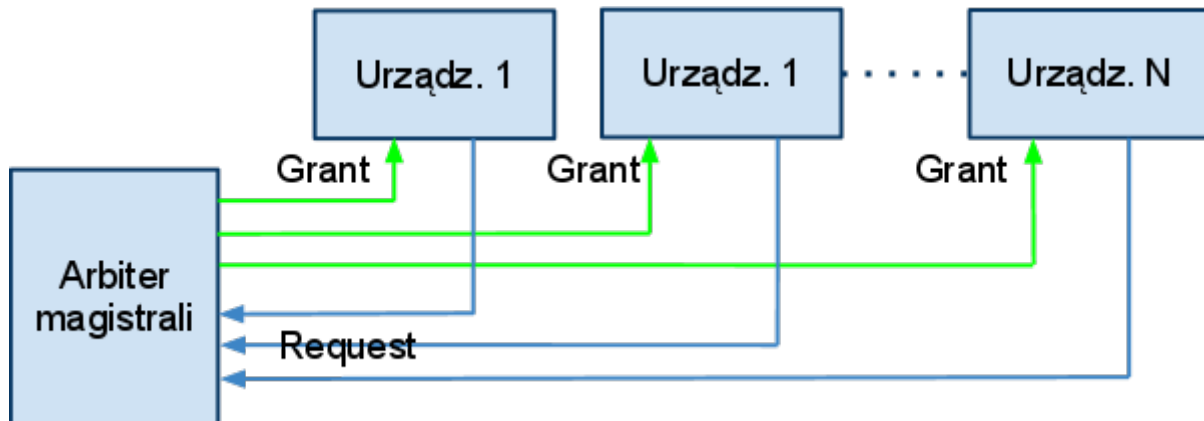 Urządz. 1
Urządz. 1
Urządz. N
Grant
Grant
Grant
Arbiter
magistrali
Request